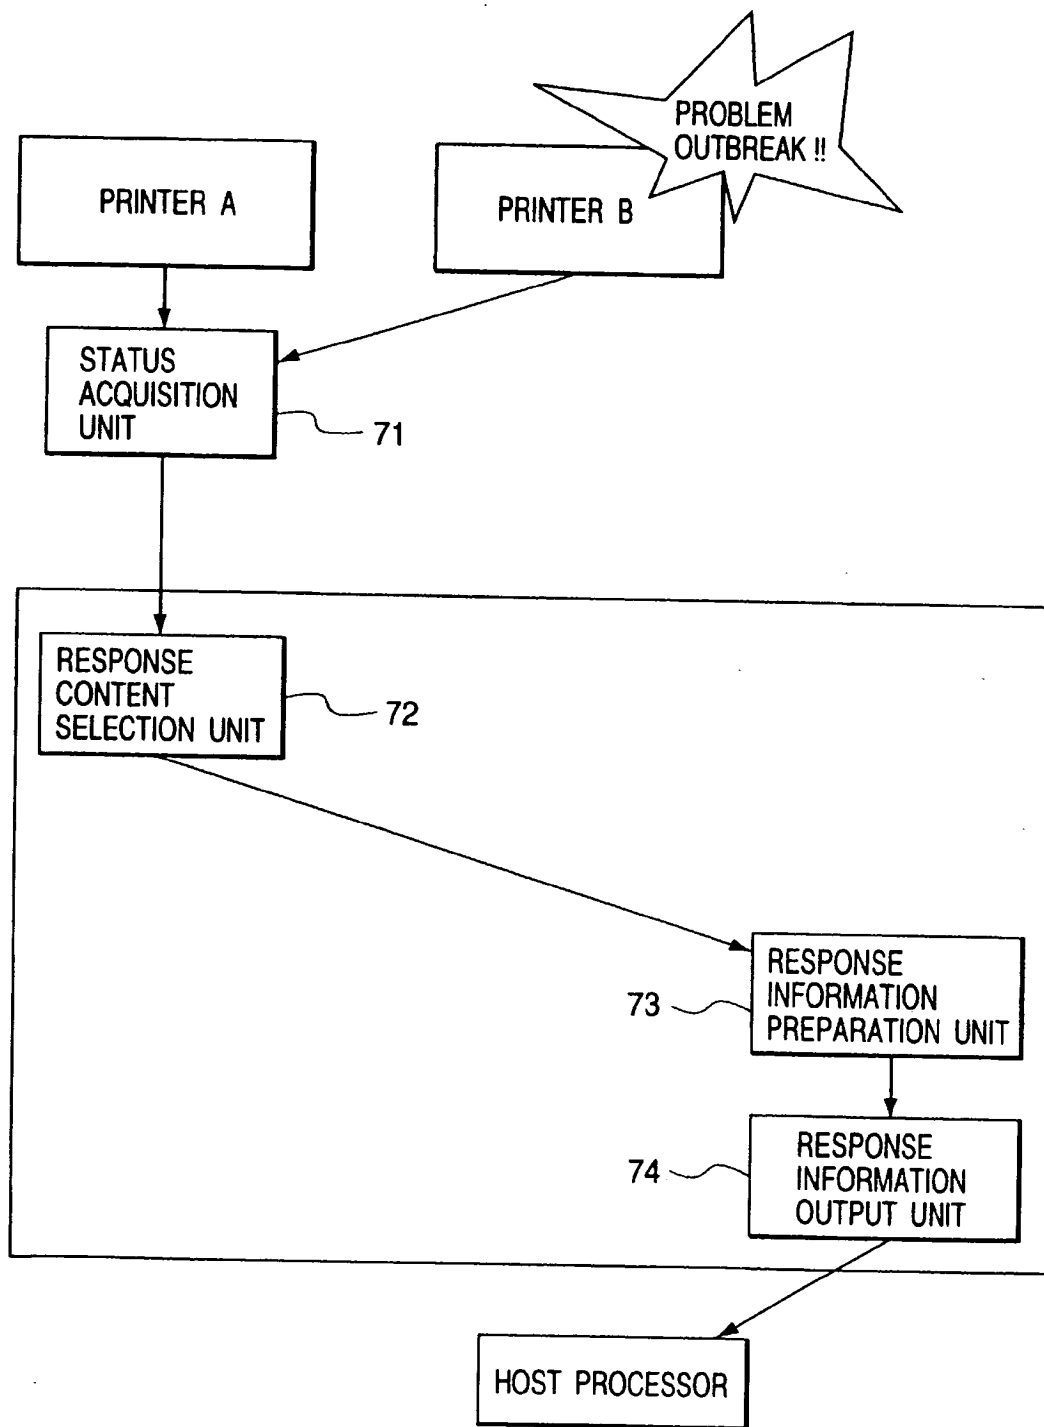 PROBLEM
OUTBREAK !!
PRINTER A
PRINTER B
STATUS
ACQUISITION
UNIT
71
RESPONSE
CONTENT
SELECTION UNIT
72
RESPONSE
INFORMATION
PREPARATION UNIT
73
RESPONSE
INFORMATION
OUTPUT UNIT
74
HOST PROCESSOR